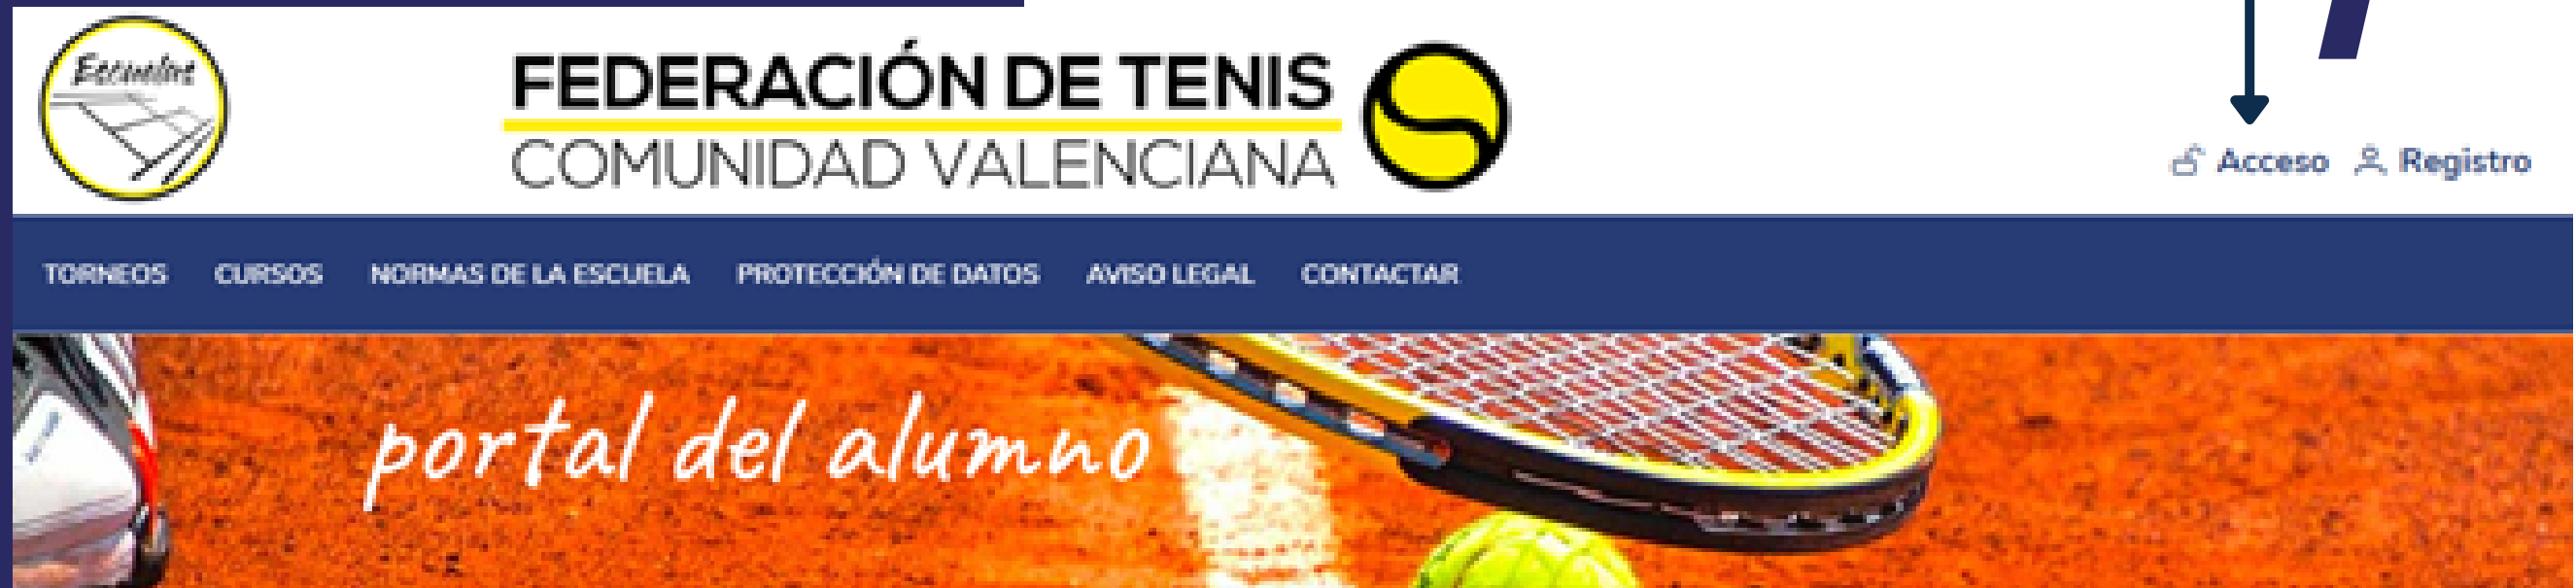 Escuelas
FEDERACIÓN DE TENIS
COMUNIDAD VALENCIANA
Acceso Registro
TORNEOS CURSOS NORMAS DE LA ESCUELA PROTECCIÓN DE DATOS AVISO LEGAL CONTACTAR
portal del alumno